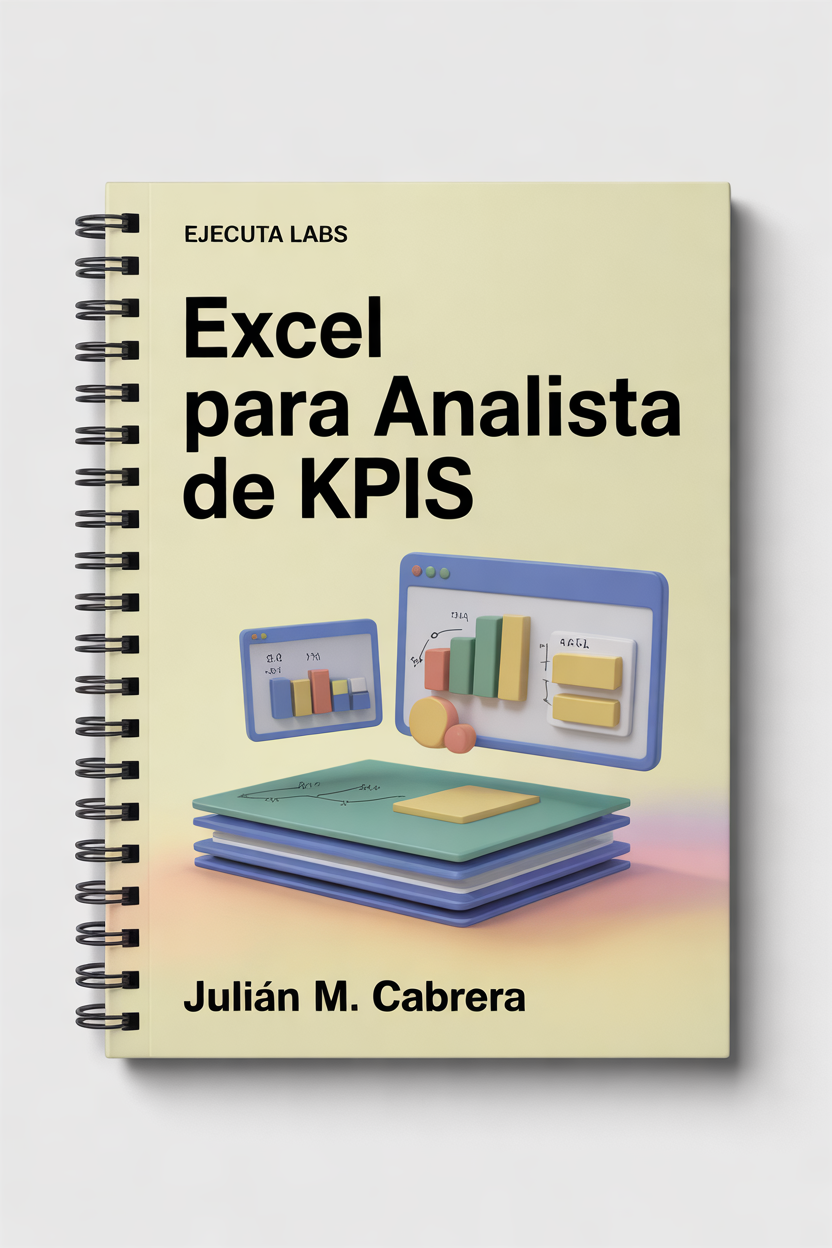 EJECUTA LABS
Excel
para Analista
de KPIS
Julián M. Cabrera